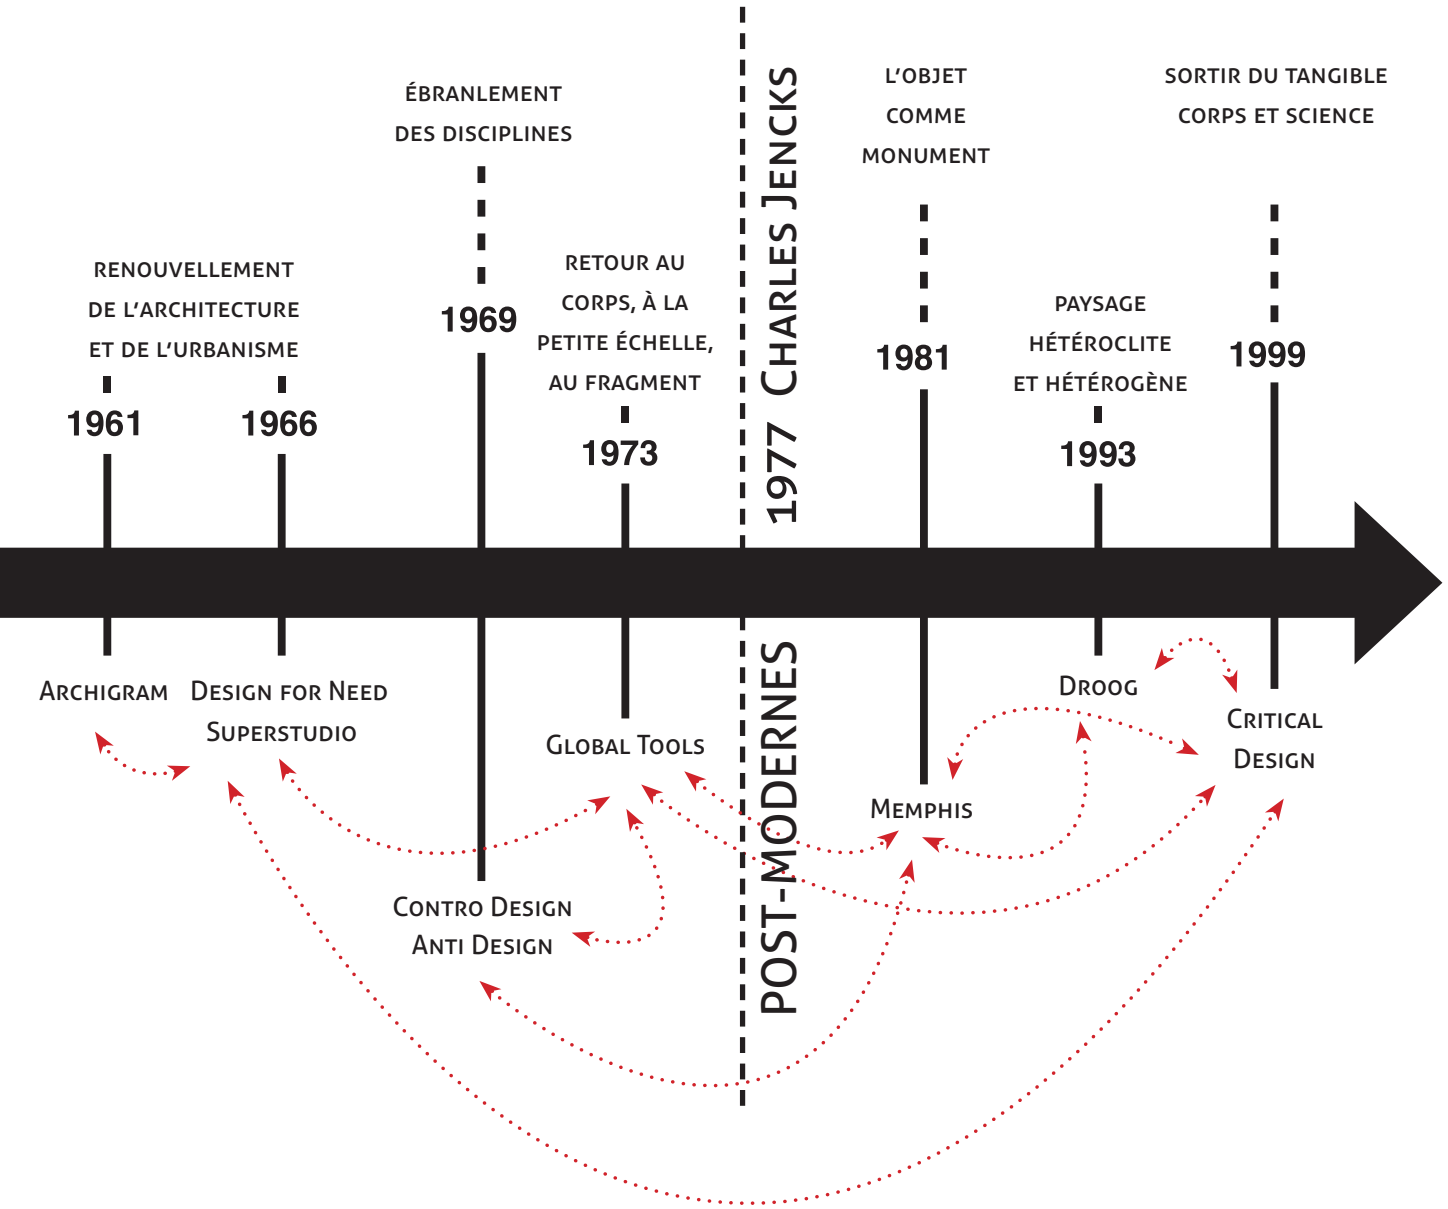 ÉBRANLEMENT
DES DISCIPLINES
L'OBJET
COMME
MONUMENT
SORTIR DU TANGIBLE
CORPS ET SCIENCE
RENOUVELLEMENT
DE L'ARCHITECTURE
ET DE L'URBANISME
RETOUR AU
CORPS, À LA
PETITE ÉCHELLE,
AU FRAGMENT
PAYSAGE
HÉTÉROCLITE
ET HÉTÉROGÈNE
1961
1966
1969
1973
1977 CHARLES JENCKS
1981
1993
1999
ARCHIGRAM
DESIGN FOR NEED
SUPERSTUDIO
CONTRO DESIGN
ANTI DESIGN
GLOBAL TOOLS
POST-MODERNES
MEMPHIS
DROOG
CRITICAL
DESIGN